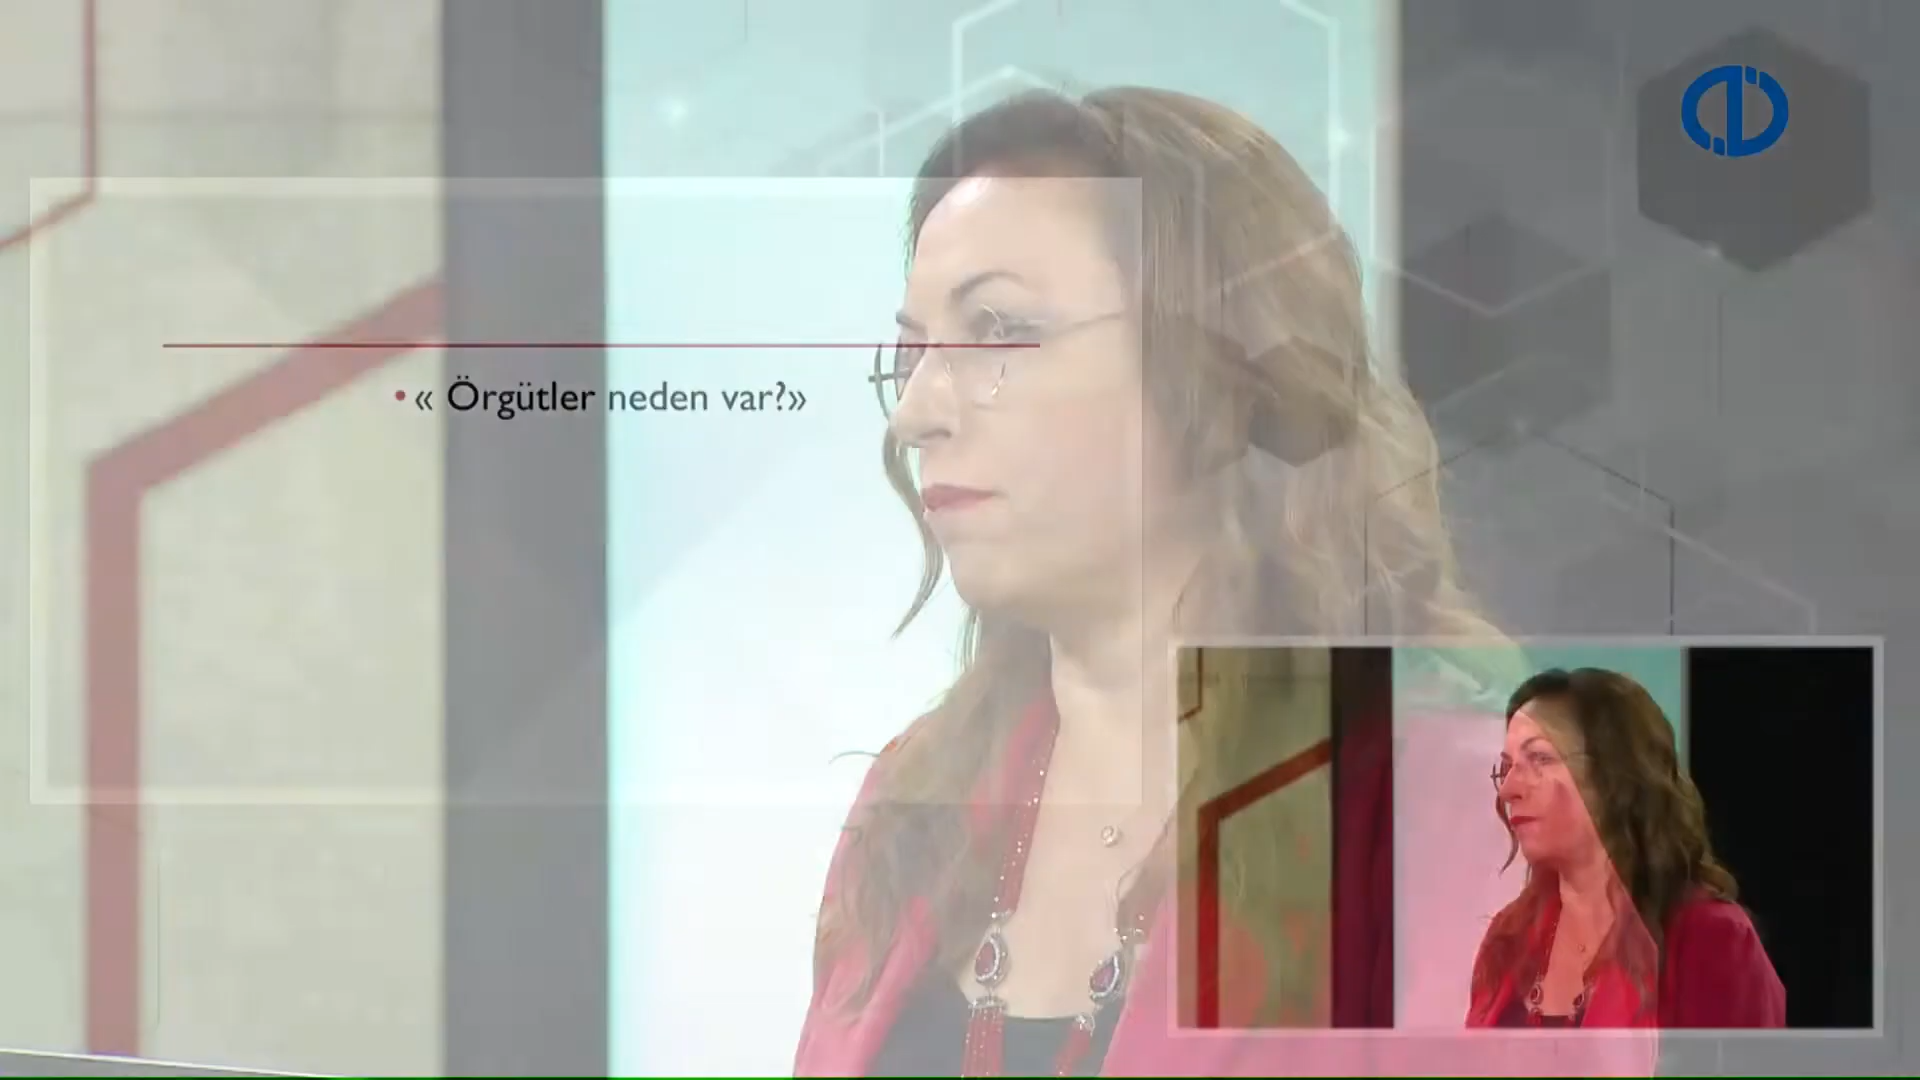 • « Örgütler neden var?»